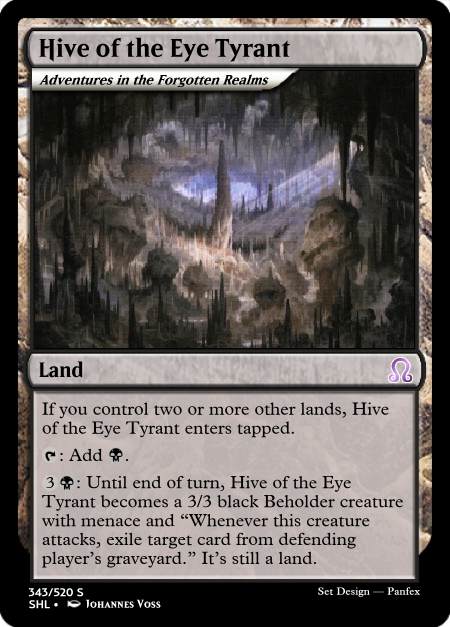 Hive of the Eye Tyrant
Adventures in the Forgotten Realms
Land
If you control two or more other lands, Hive
of the Eye Tyrant enters tapped.
: Add .
3 : Until end of turn, Hive of the Eye
Tyrant becomes a 3/3 black Beholder creature
with menace and “Whenever this creature
attacks, exile target card from defending
player’s graveyard.” It’s still a land.
343/520 S
Set Design — Panfex
SHL • Johannes Voss